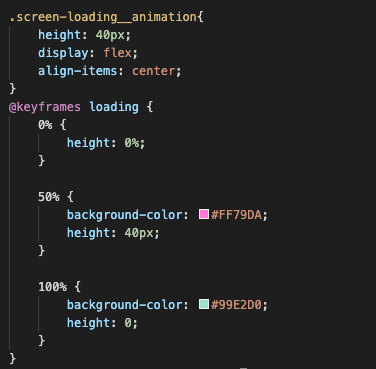 .screen-loading__animation{
height: 40px;
display: flex;
align-items: center;
}
@keyframes loading {
0% {
height: 0%;
}
50% {
background-color: #FF79DA;
height: 40px;
}
100% {
background-color: #99E2D0;
height: 0;
}
}